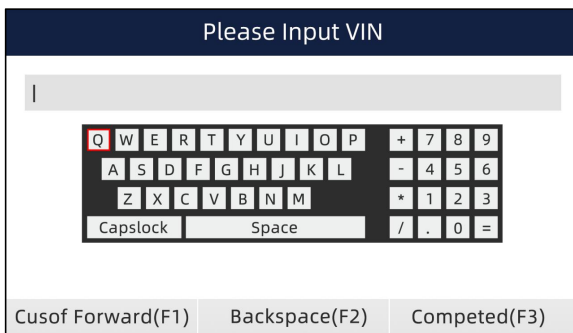 Please Input VIN
Q W E R T Y U I O P + 7 8 9
A S D F G H J K L - 4 5 6
Z X C V B N M * 1 2 3
Capslock Space / . 0 =
Cusof Forward(F1) Backspace(F2) Competed(F3)